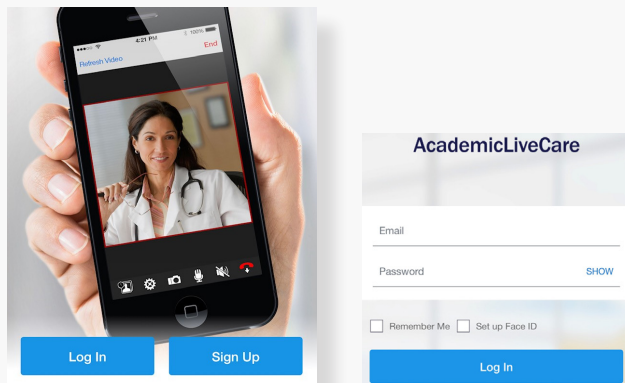 4:21 PM
100%
Refresh Video
End
Log In
Sign Up
AcademicLiveCare
Email
Password
SHOW
Remember Me
Set up Face ID
Log In